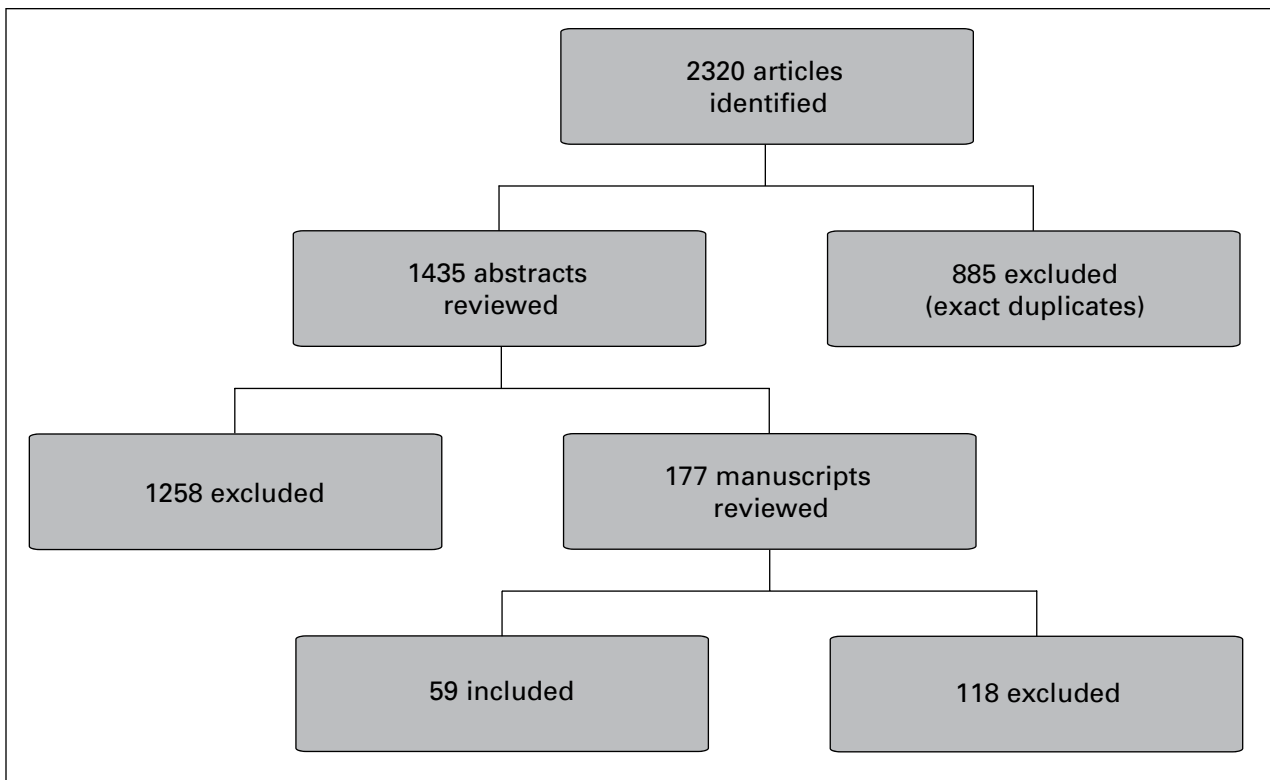 2320 articles
identified
1435 abstracts
reviewed
885 excluded
(exact duplicates)
1258 excluded
177 manuscripts
reviewed
59 included
118 excluded